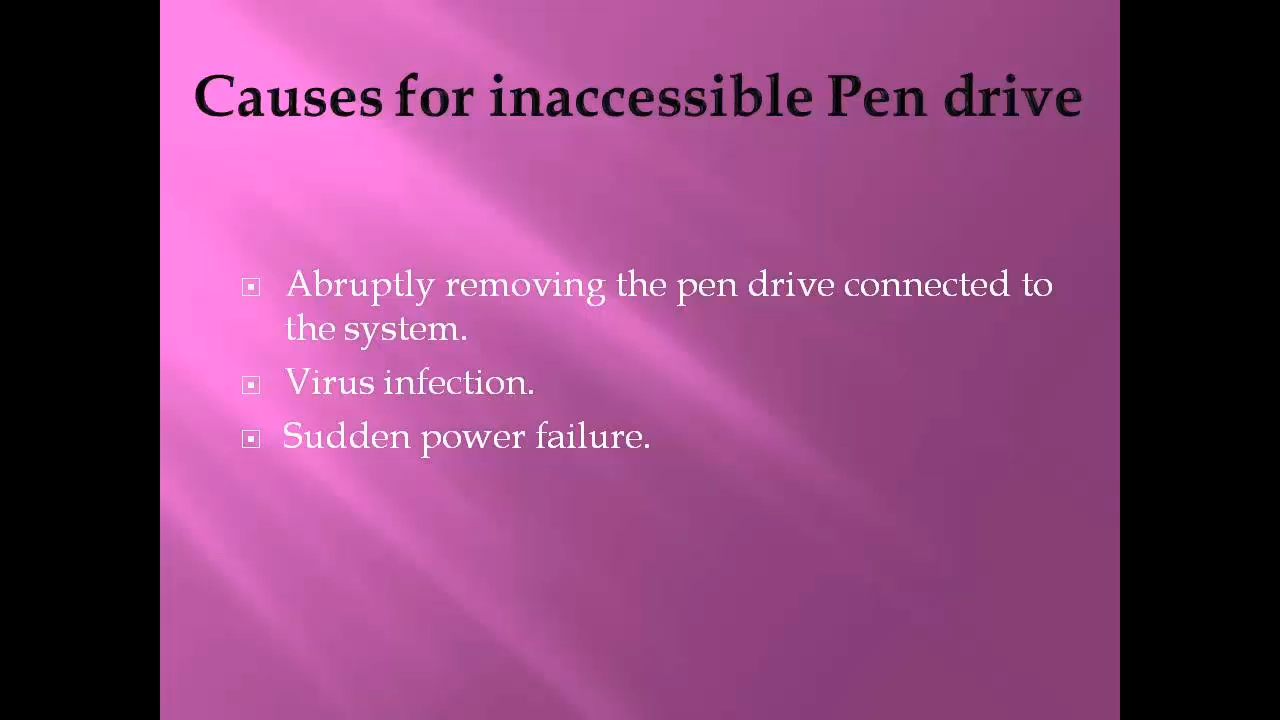 Causes for inaccessible Pen drive
Abruptly removing the pen drive connected to
the system.
Virus infection.
Sudden power failure.